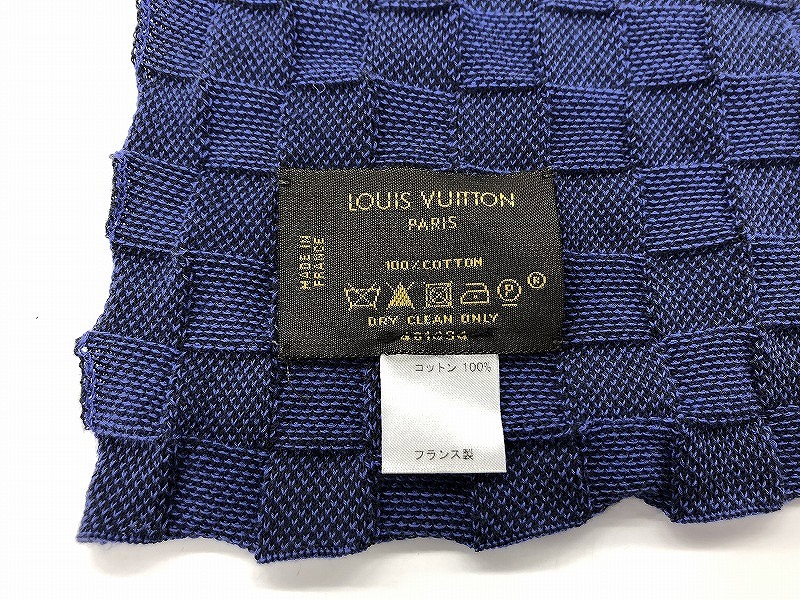 LOUIS VUITTON
PARIS
MADE IN
FRANCE
100%COTTON
P ®
DRY CLEAN ONLY
コットン 100%
フランス製